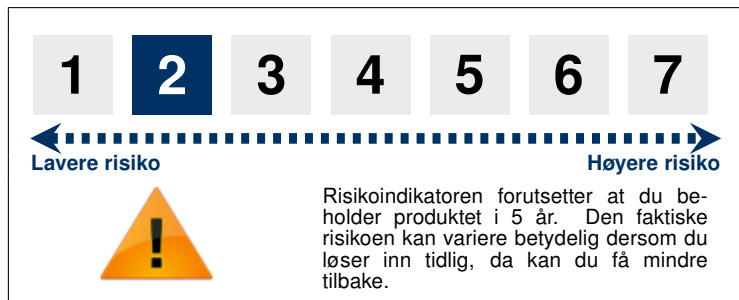 1 2 3 4 5 6 7
Lavere risiko Høyere risiko
!
Risikoindikatoren forutsetter at du be-
holder produktet i 5 år. Den faktiske
risikoen kan variere betydelig dersom du
løser inn tidlig, da kan du få mindre
tilbake.